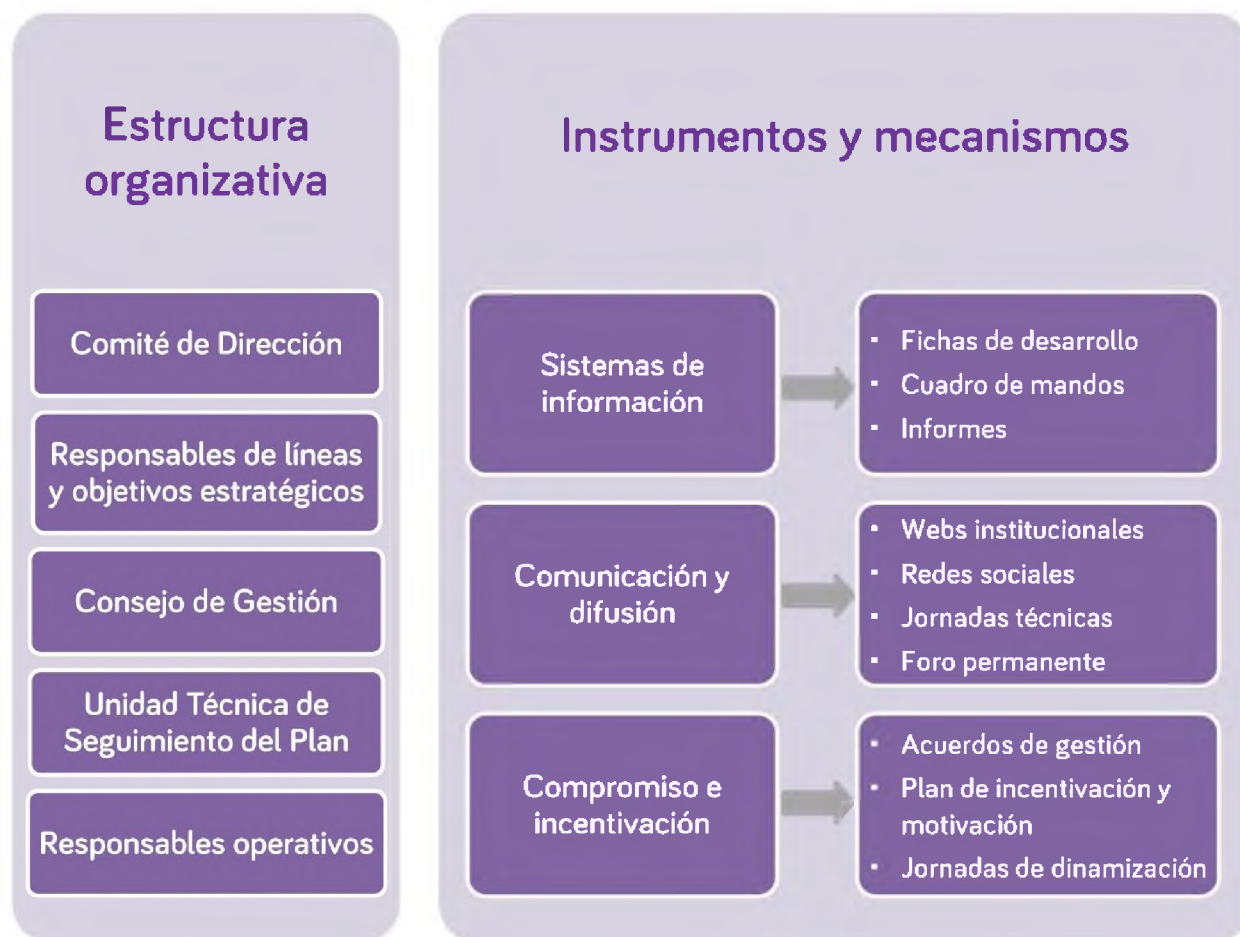 Estructura
organizativa
Comité de Dirección
Responsables de líneas
y objetivos estratégicos
Consejo de Gestión
Unidad Técnica de
Seguimiento del Plan
Responsables operativos
Instrumentos y mecanismos
Sistemas de
información
▪ Fichas de desarrollo
▪ Cuadro de mandos
▪ Informes
Comunicación y
difusión
▪ Webs institucionales
▪ Redes sociales
▪ Jornadas técnicas
▪ Foro permanente
Compromiso e
incentivación
▪ Acuerdos de gestión
▪ Plan de incentivación y
motivación
▪ Jornadas de dinamización